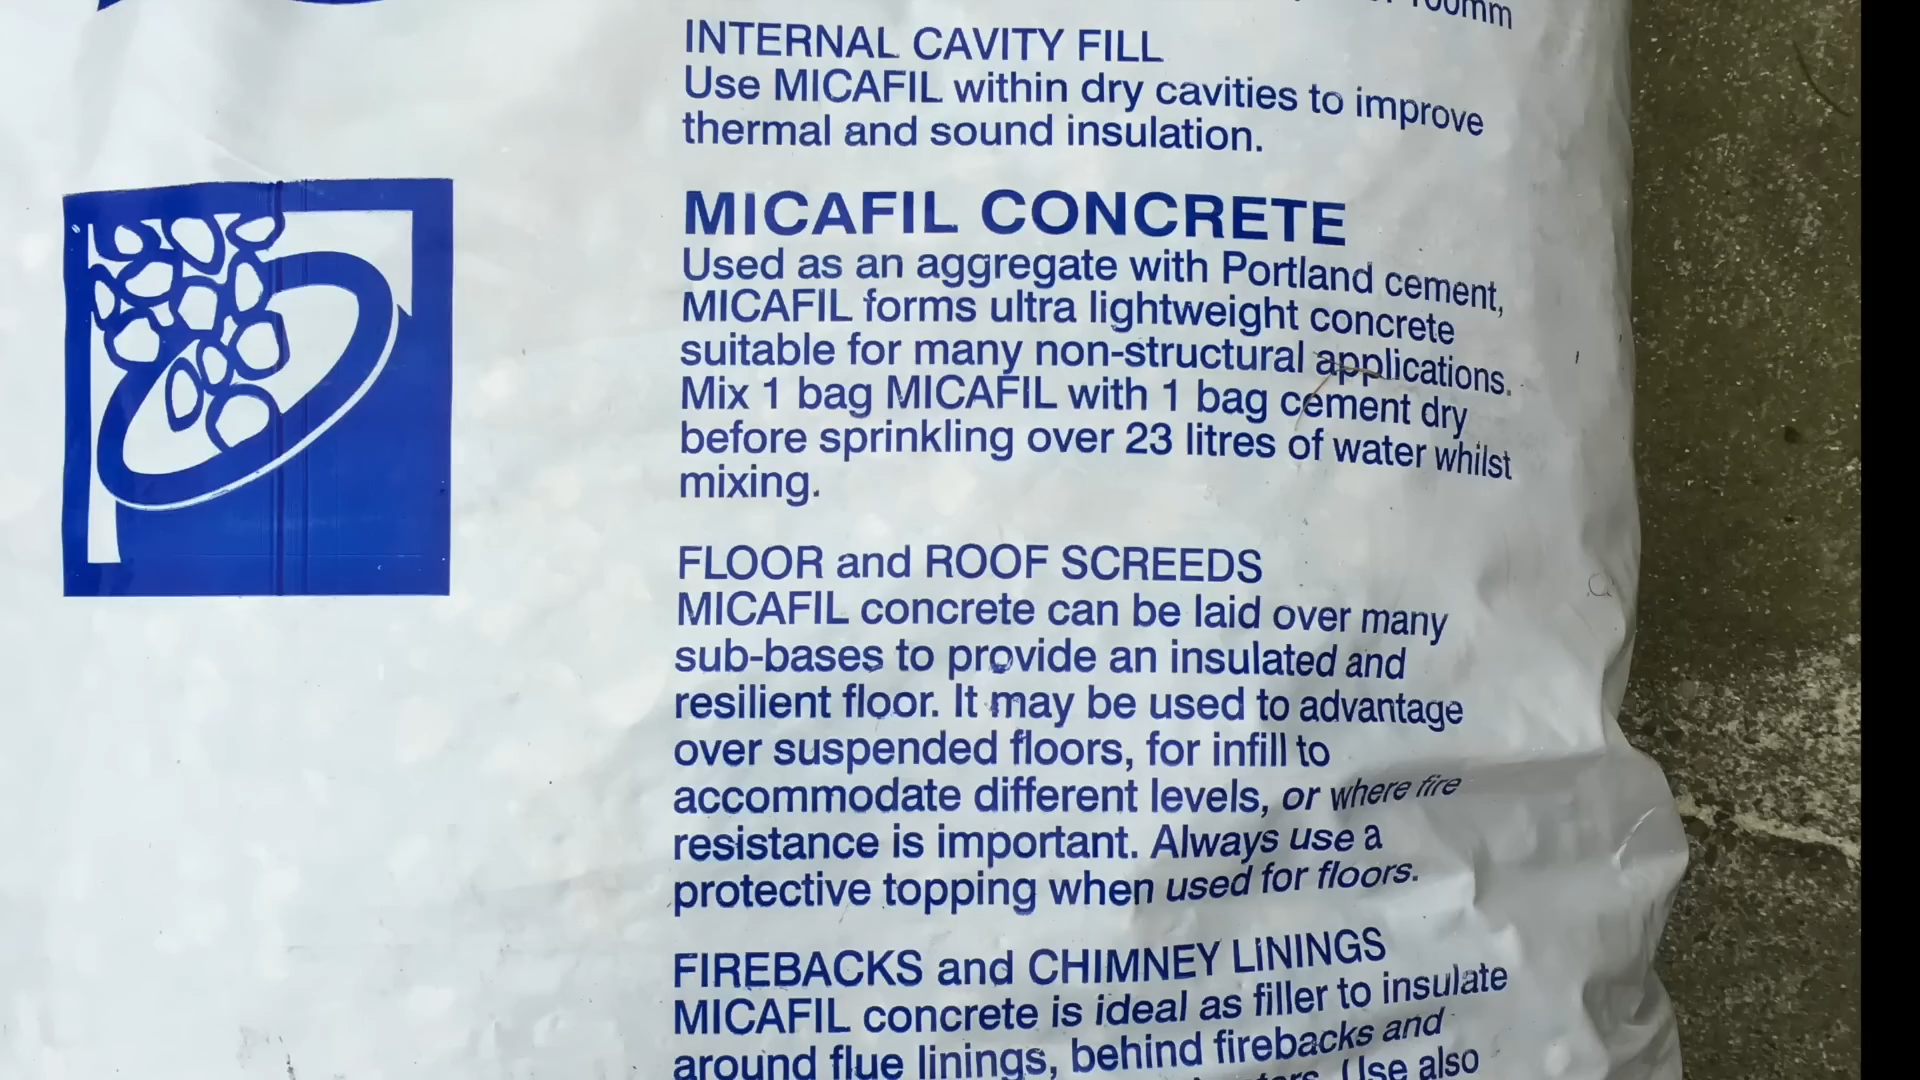 100mm
INTERNAL CAVITY FILL
Use MICAFIL within dry cavities to improve
thermal and sound insulation.
MICAFIL CONCRETE
Used as an aggregate with Portland cement,
MICAFIL forms ultra lightweight concrete
suitable for many non-structural applications.
Mix 1 bag MICAFIL with 1 bag cement dry
before sprinkling over 23 litres of water whilst
mixing.
FLOOR and ROOF SCREEDS
MICAFIL concrete can be laid over many
sub-bases to provide an insulated and
resilient floor. It may be used to advantage
over suspended floors, for infill to
accommodate different levels, or where fire
resistance is important. Always use a
protective topping when used for floors.
FIREBACKS and CHIMNEY LININGS
MICAFIL concrete is ideal as filler to insulate
around flue linings, behind firebacks and
Use also